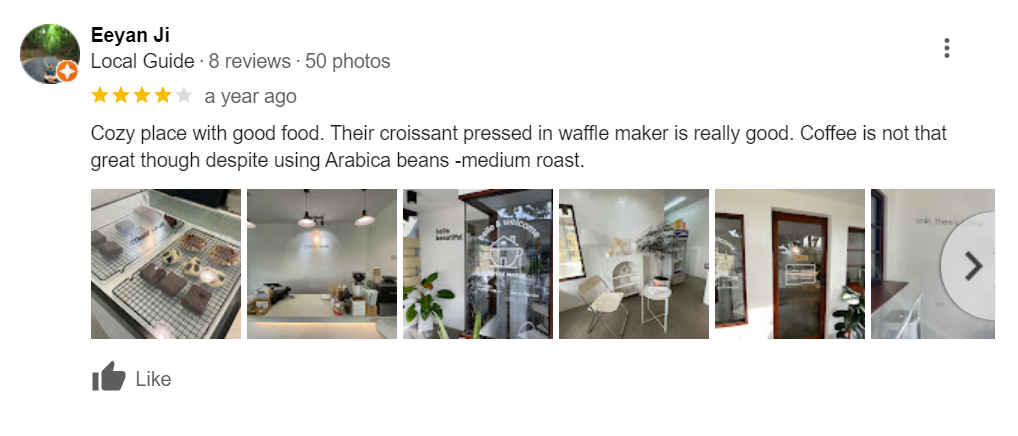 Eeyan Ji
Local Guide · 8 reviews · 50 photos
a year ago
Cozy place with good food. Their croissant pressed in waffle maker is really good. Coffee is not that
great though despite using Arabica beans -medium roast.
hello
beautiful
welcome
smile, there's
Like